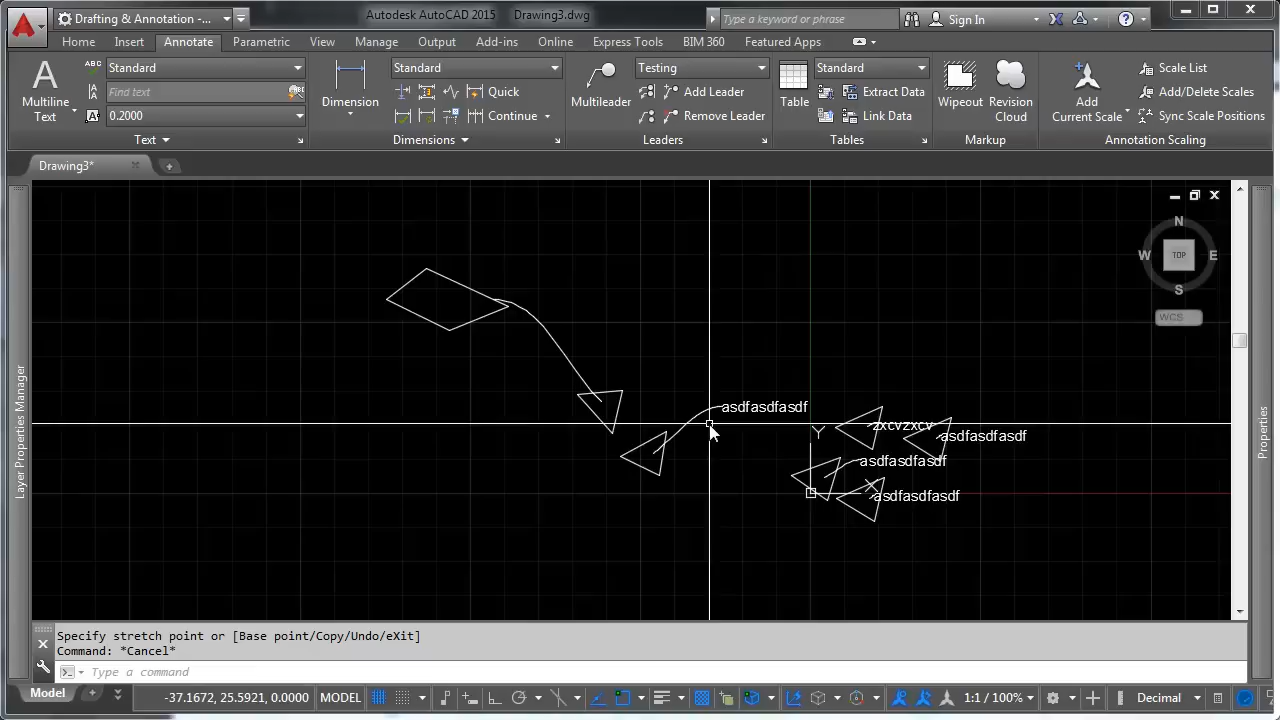 Drafting & Annotation - ...
Autodesk AutoCAD 2015 Drawing3.dwg
Type a keyword or phrase
Sign In
Home Insert Annotate Parametric View Manage Output Add-ins Online Express Tools BIM 360 Featured Apps
Multiline
Text
ABC
Standard
Find text
0.2000
Text
Dimension
Standard
Quick
Continue
Dimensions
Multileader
Testing
Add Leader
Remove Leader
Leaders
Table
Standard
Extract Data
Link Data
Tables
Wipeout
Revision
Cloud
Markup
Add
Current Scale
Scale List
Add/Delete Scales
Sync Scale Positions
Annotation Scaling
Drawing3*
Layer Properties Manager
Properties
N
W TOP E
S
WCS
asdfasdfasdf
zxcvzxcv
asdfasdfasdf
Y
asdfasdfasdf
X
asdfasdfasdf
Specify stretch point or [Base point/Copy/Undo/eXit]
Command: *Cancel*
Type a command
Model
-37.1672, 25.5921, 0.0000 MODEL
1:1 / 100%
Decimal